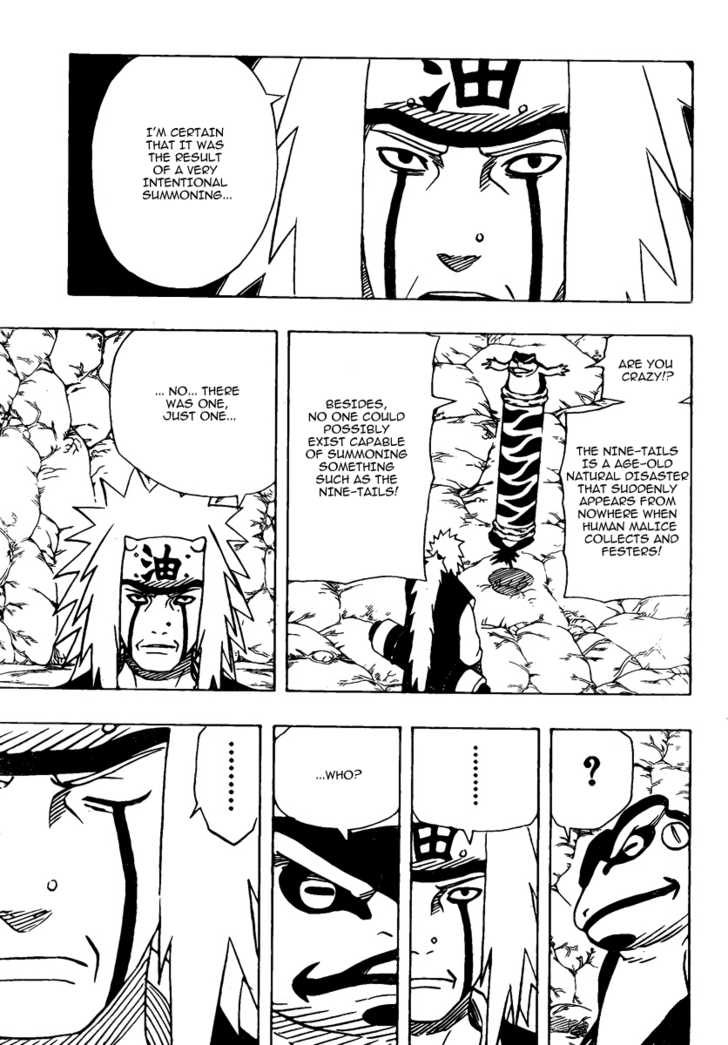 I'M CERTAIN
THAT IT WAS
THE RESULT
OF A VERY
INTENTIONAL
SUMMONING...
油
ARE YOU
CRAZY!?
THE NINE-TAILS
IS A AGE-OLD
NATURAL DISASTER
THAT SUDDENLY
APPEARS FROM
NOWHERE WHEN
HUMAN MALICE
COLLECTS AND
FESTERS!
BESIDES,
NO ONE COULD
POSSIBLY
EXIST CAPABLE
OF SUMMONING
SOMETHING
SUCH AS THE
NINE-TAILS!
... NO... THERE
WAS ONE,
JUST ONE...
油
?
.........
油
...WHO?
.........